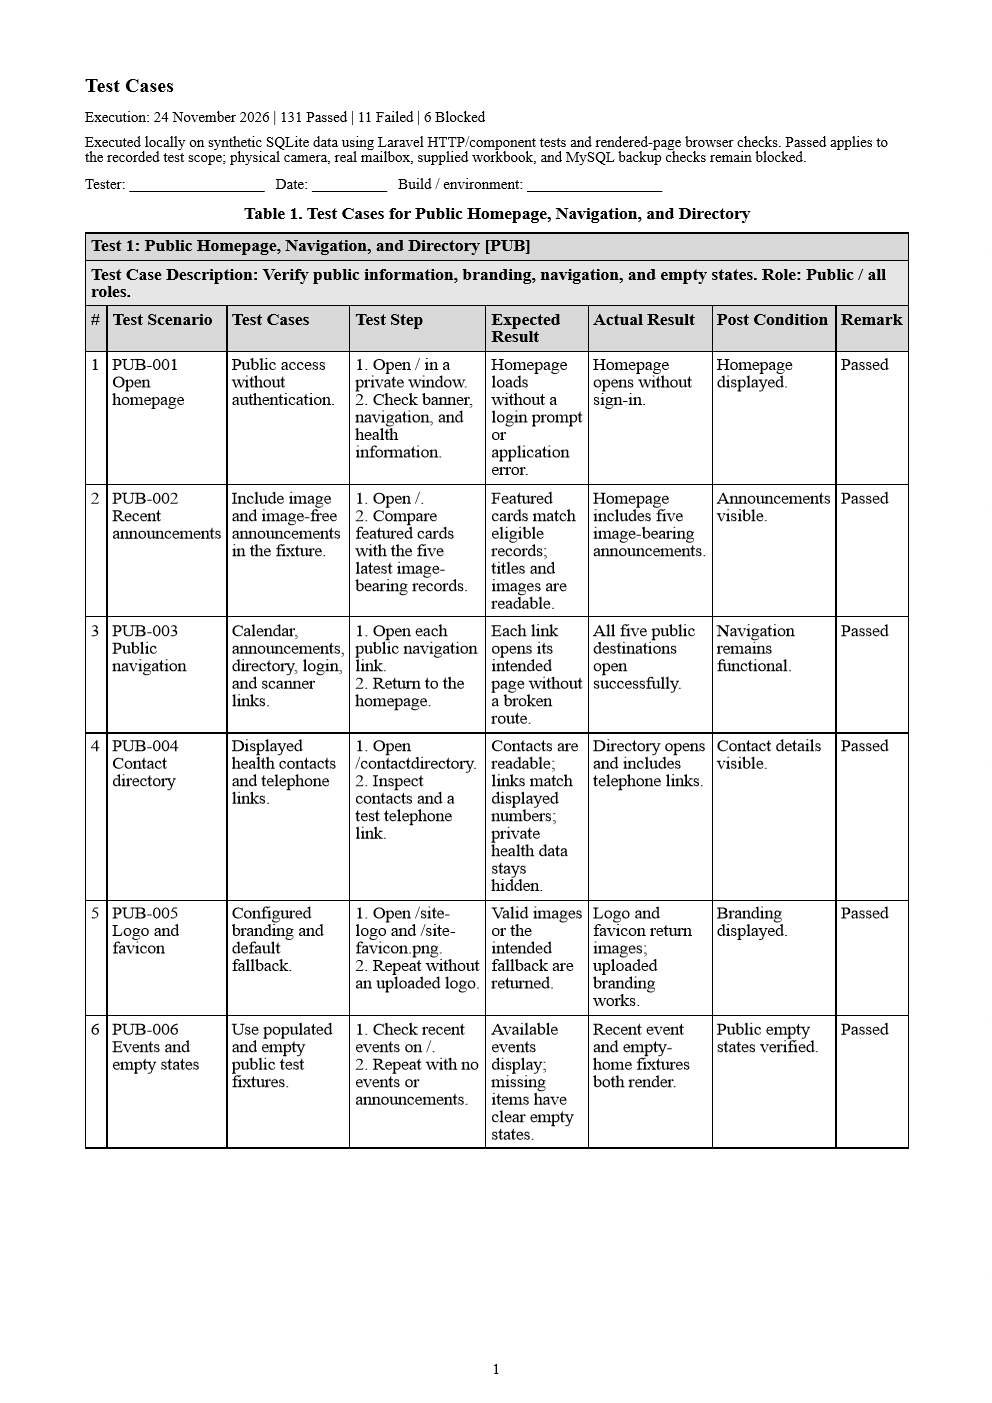 Test Cases
Execution: 24 November 2026 | 131 Passed | 11 Failed | 6 Blocked
Executed locally on synthetic SQLite data using Laravel HTTP/component tests and rendered-page browser checks. Passed applies to
the recorded test scope; physical camera, real mailbox, supplied workbook, and MySQL backup checks remain blocked.
Tester: __________________ Date: __________ Build / environment: __________________
Table 1. Test Cases for Public Homepage, Navigation, and Directory
Test 1: Public Homepage, Navigation, and Directory [PUB]
Test Case Description: Verify public information, branding, navigation, and empty states. Role: Public / all
roles.
#
Test Scenario
Test Cases
Test Step
Expected
Result
Actual Result
Post Condition
Remark
1
PUB-001
Open
homepage
Public access
without
authentication.
1. Open / in a
private window.
2. Check banner,
navigation, and
health
information.
Homepage
loads
without a
login prompt
or
application
error.
Homepage
opens without
sign-in.
Homepage
displayed.
Passed
2
PUB-002
Recent
announcements
Include image
and image-free
announcements
in the fixture.
1. Open /.
2. Compare
featured cards
with the five
latest image-
bearing records.
Featured
cards match
eligible
records;
titles and
images are
readable.
Homepage
includes five
image-bearing
announcements.
Announcements
visible.
Passed
3
PUB-003
Public
navigation
Calendar,
announcements,
directory, login,
and scanner
links.
1. Open each
public navigation
link.
2. Return to the
homepage.
Each link
opens its
intended
page without
a broken
route.
All five public
destinations
open
successfully.
Navigation
remains
functional.
Passed
4
PUB-004
Contact
directory
Displayed
health contacts
and telephone
links.
1. Open
/contactdirectory.
2. Inspect
contacts and a
test telephone
link.
Contacts are
readable;
links match
displayed
numbers;
private
health data
stays
hidden.
Directory opens
and includes
telephone links.
Contact details
visible.
Passed
5
PUB-005
Logo and
favicon
Configured
branding and
default
fallback.
1. Open /site-
logo and /site-
favicon.png.
2. Repeat without
an uploaded logo.
Valid images
or the
intended
fallback are
returned.
Logo and
favicon return
images;
uploaded
branding
works.
Branding
displayed.
Passed
6
PUB-006
Events and
empty states
Use populated
and empty
public test
fixtures.
1. Check recent
events on /.
2. Repeat with no
events or
announcements.
Available
events
display;
missing
items have
clear empty
states.
Recent event
and empty-
home fixtures
both render.
Public empty
states verified.
Passed
1